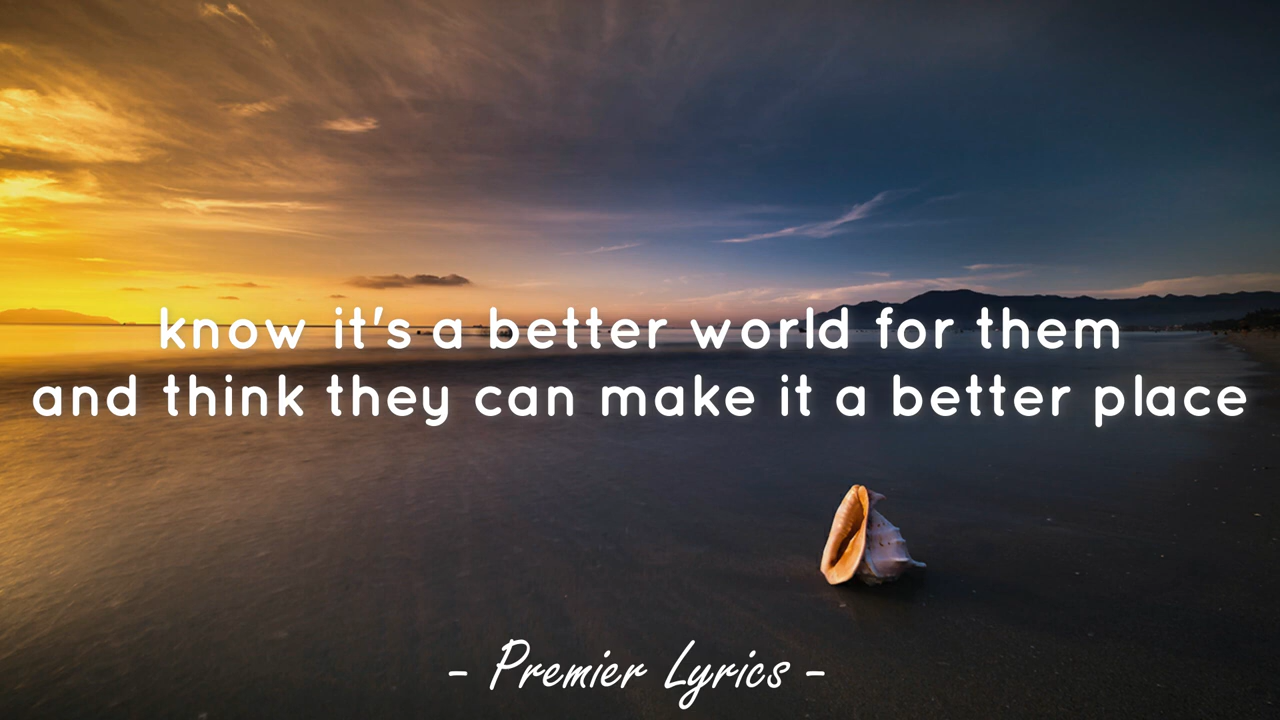 know it's a better world for them
and think they can make it a better place
- Premier Lyrics -